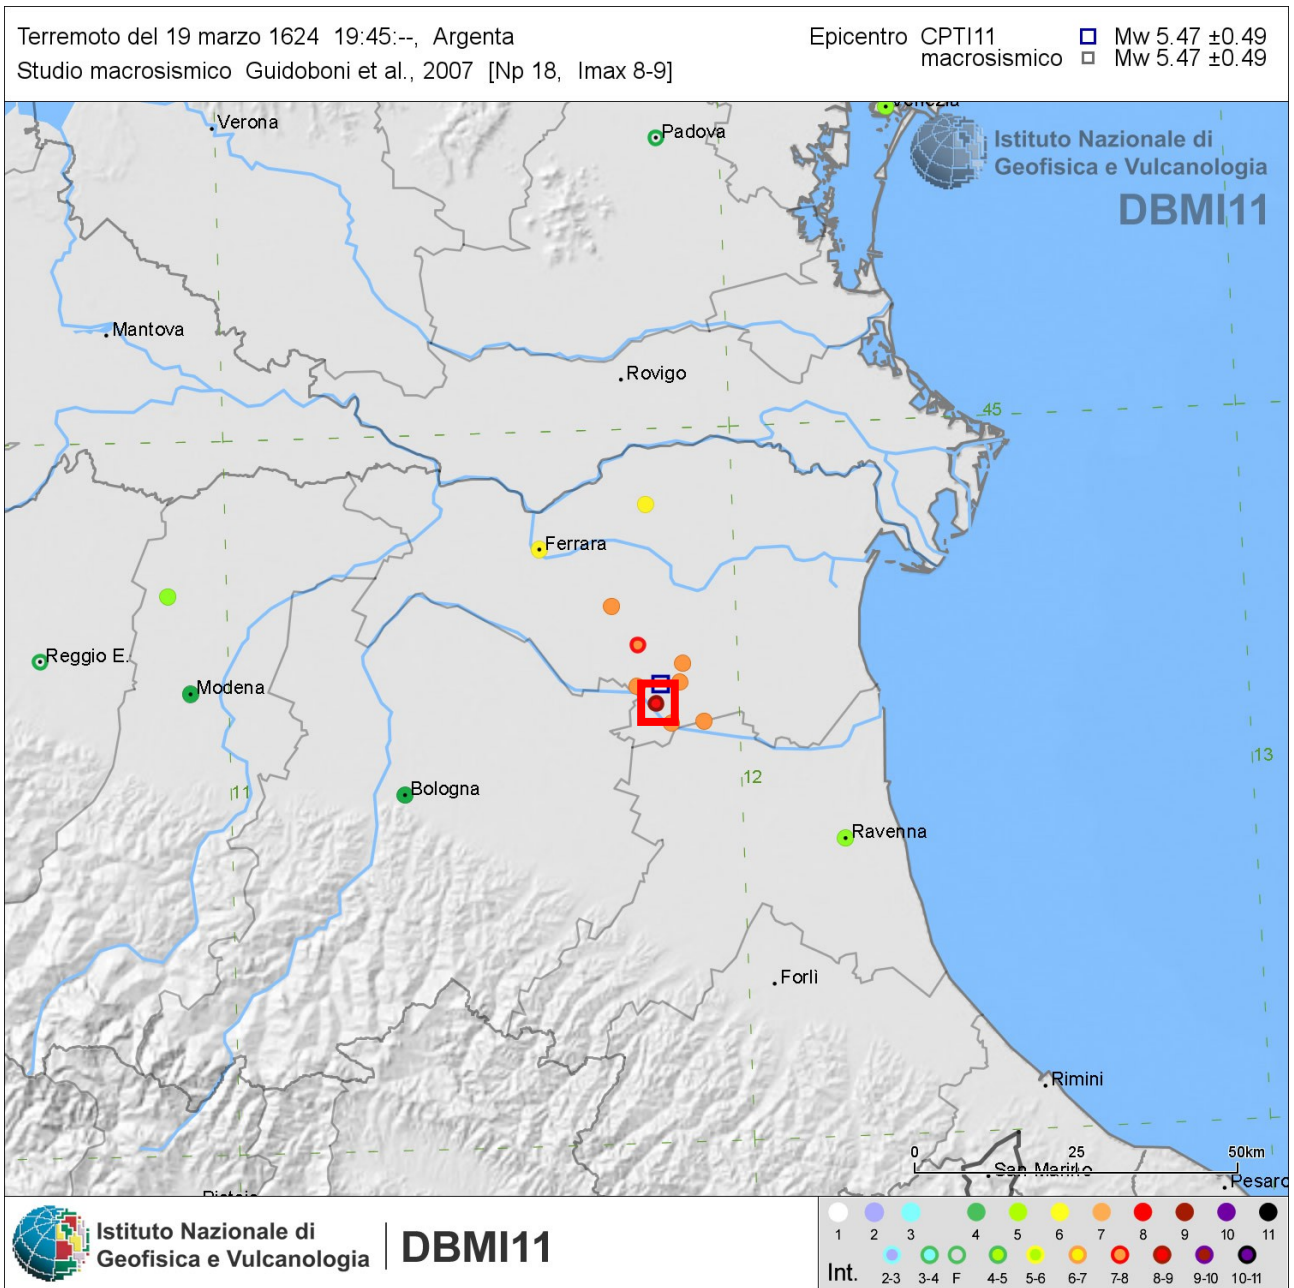 Terremoto del 19 marzo 1624 19:45:--, Argenta
Studio macrosismico Guidoboni et al., 2007 [Np 18, Imax 8-9]
Epicentro CPTI11 Mw 5.47 ±0.49
macrosismico Mw 5.47 ±0.49
Venezia
Verona
Padova
Istituto Nazionale di
Geofisica e Vulcanologia
DBMI11
Mantova
Rovigo
45
Ferrara
Reggio E.
Modena
11
12
13
Bologna
Ravenna
Forlì
Rimini
0 25 50km
San Marino
Pesaro
Pistoia
Istituto Nazionale di
Geofisica e Vulcanologia
DBMI11
1 2 3 4 5 6 7 8 9 10 11
Int. 2-3 3-4 F 4-5 5-6 6-7 7-8 8-9 9-10 10-11